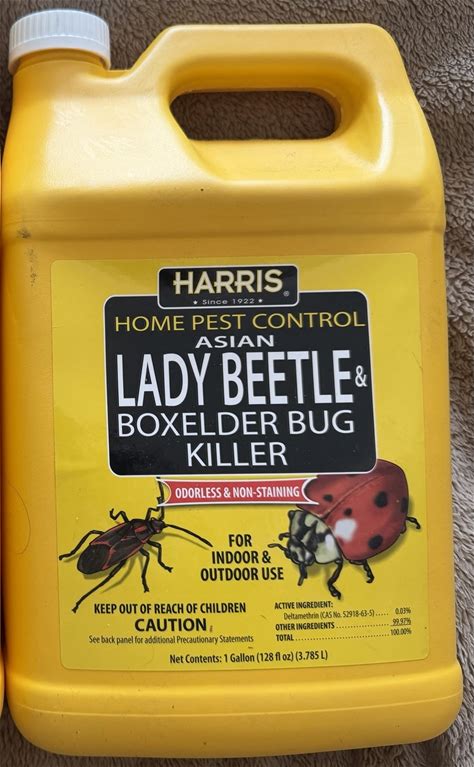 HARRIS®
★ Since 1922 ★
HOME PEST CONTROL
ASIAN
LADY BEETLE &
BOXELDER BUG
KILLER
ODORLESS & NON-STAINING
FOR
INDOOR &
OUTDOOR USE
KEEP OUT OF REACH OF CHILDREN
CAUTION
See back panel for additional Precautionary Statements
ACTIVE INGREDIENT:
Deltamethrin (CAS No. 52918-63-5) ...... 0.03%
OTHER INGREDIENTS ................ 99.97%
TOTAL ............................ 100.00%
Net Contents: 1 Gallon (128 fl oz) (3.785 L)